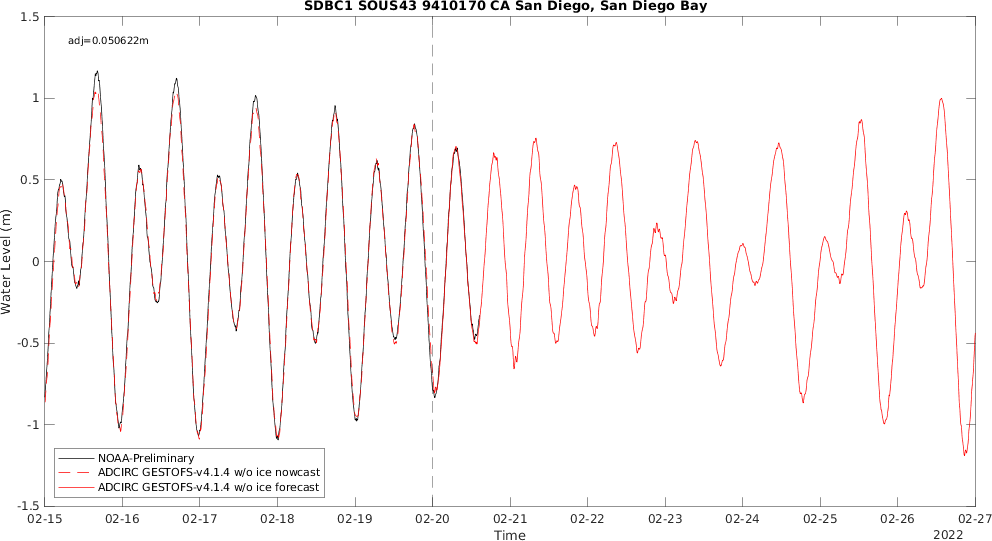 SDBC1 SOUS43 9410170 CA San Diego, San Diego Bay
adj=0.050622m
1.5
1
0.5
0
-0.5
-1
-1.5
Water Level (m)
NOAA-Preliminary
ADCIRC GESTOFS-v4.1.4 w/o ice nowcast
ADCIRC GESTOFS-v4.1.4 w/o ice forecast
02-15 02-16 02-17 02-18 02-19 02-20 02-21 02-22 02-23 02-24 02-25 02-26 02-27
Time
2022